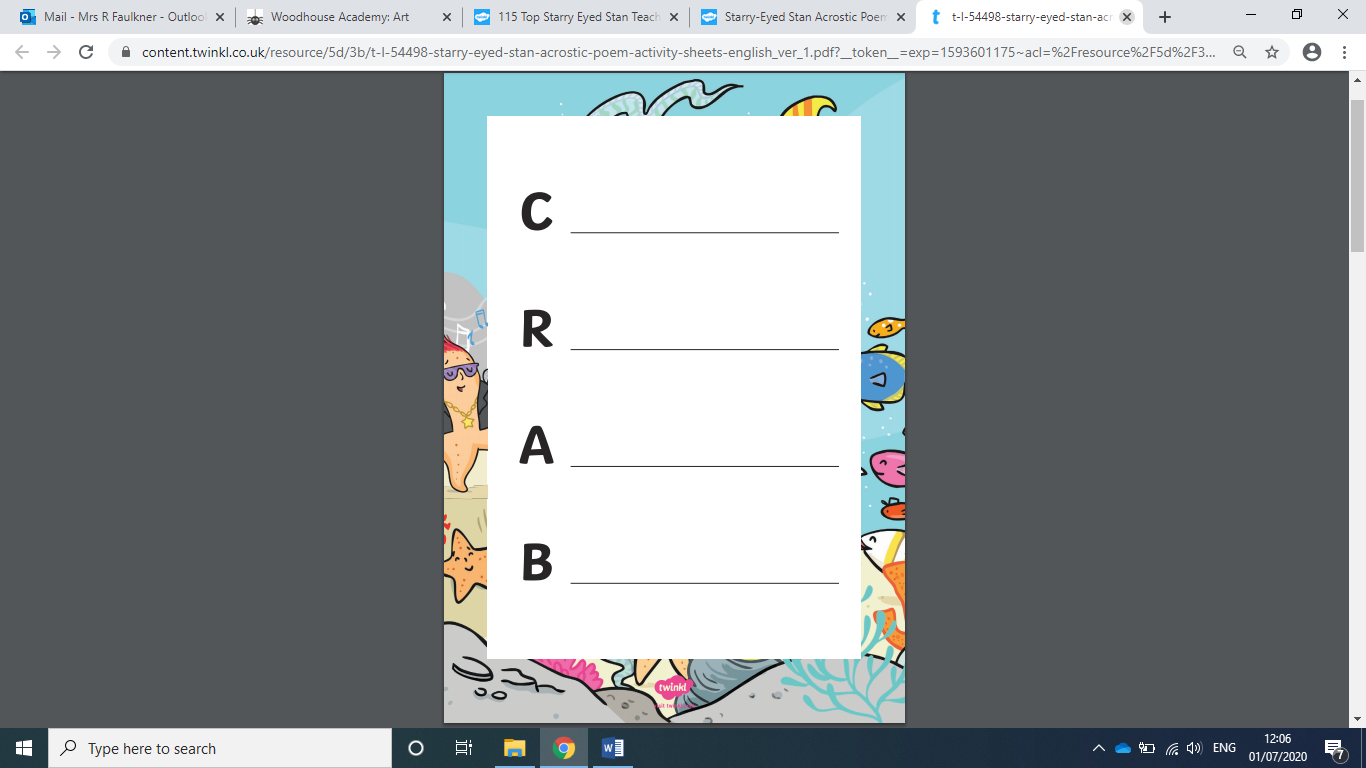 Mail - Mrs R Faulkner - Outlook
Woodhouse Academy: Art
115 Top Starry Eyed Stan Teach
Starry-Eyed Stan Acrostic Poem
t-l-54498-starry-eyed-stan-acr
content.twinkl.co.uk/resource/5d/3b/t-l-54498-starry-eyed-stan-acrostic-poem-activity-sheets-english_ver_1.pdf?__token__=exp=1593601175~acl=%2Fresource%2F5d%2F3...
C
R
A
B
twinkl
Type here to search
ENG
12:06
01/07/2020
7